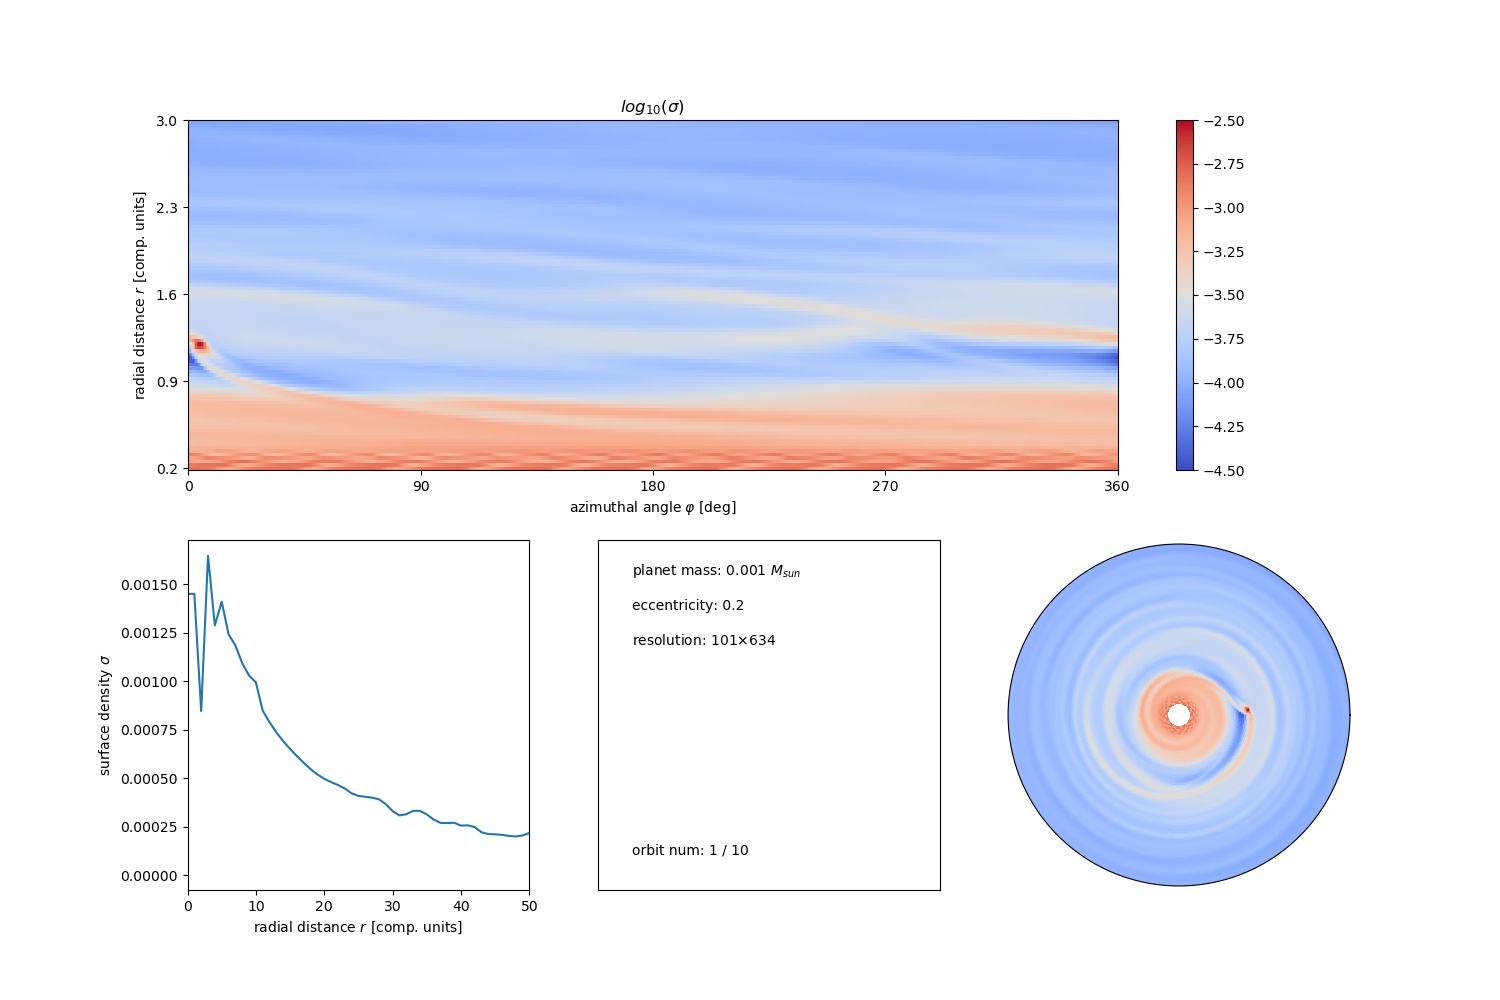 log₁₀(σ)
radial distance r [comp. units]
3.0
2.3
1.6
0.9
0.2
0 90 180 270 360
azimuthal angle φ [deg]
−2.50
−2.75
−3.00
−3.25
−3.50
−3.75
−4.00
−4.25
−4.50
surface density σ
0.00150
0.00125
0.00100
0.00075
0.00050
0.00025
0.00000
0 10 20 30 40 50
radial distance r [comp. units]
planet mass: 0.001 M_sun
eccentricity: 0.2
resolution: 101×634
orbit num: 1 / 10